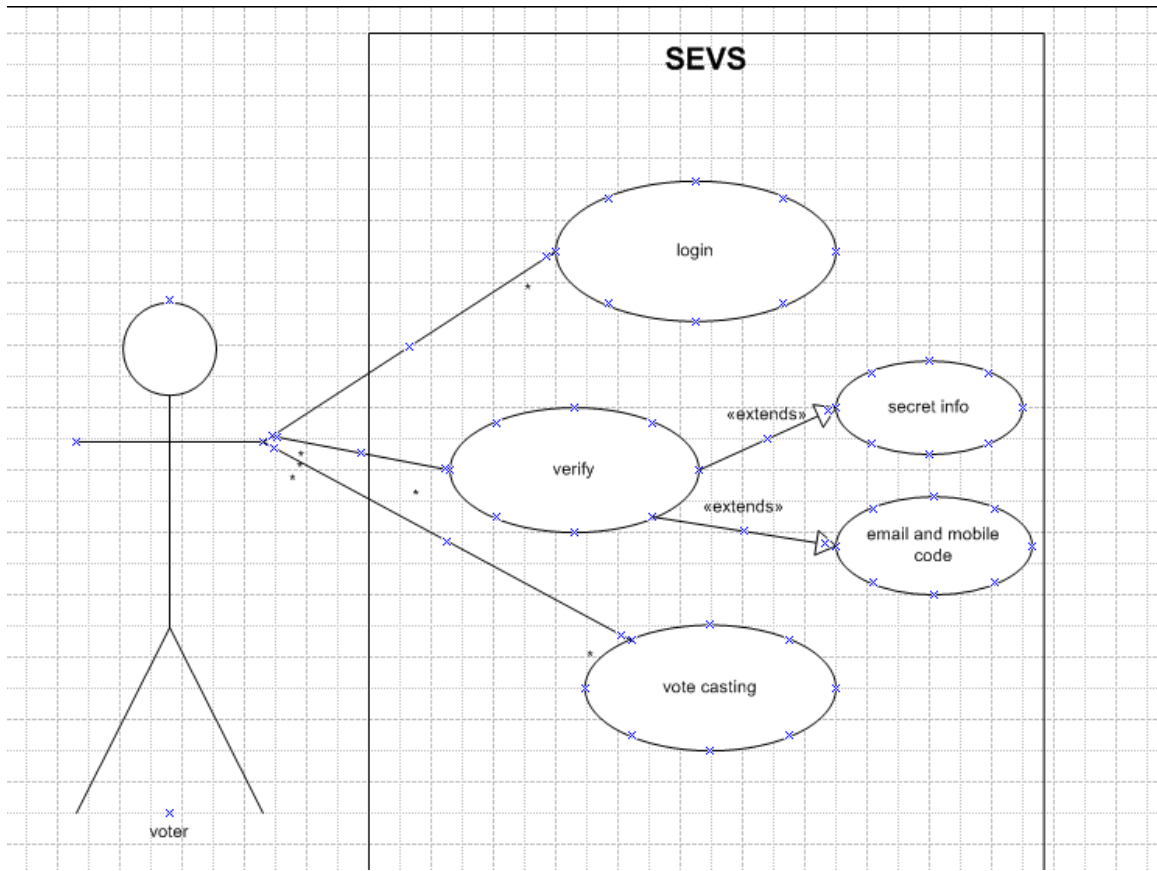 SEVS
login
*
«extends»
secret info
verify
*
*
*
*
«extends»
email and mobile
code
*
vote casting
voter